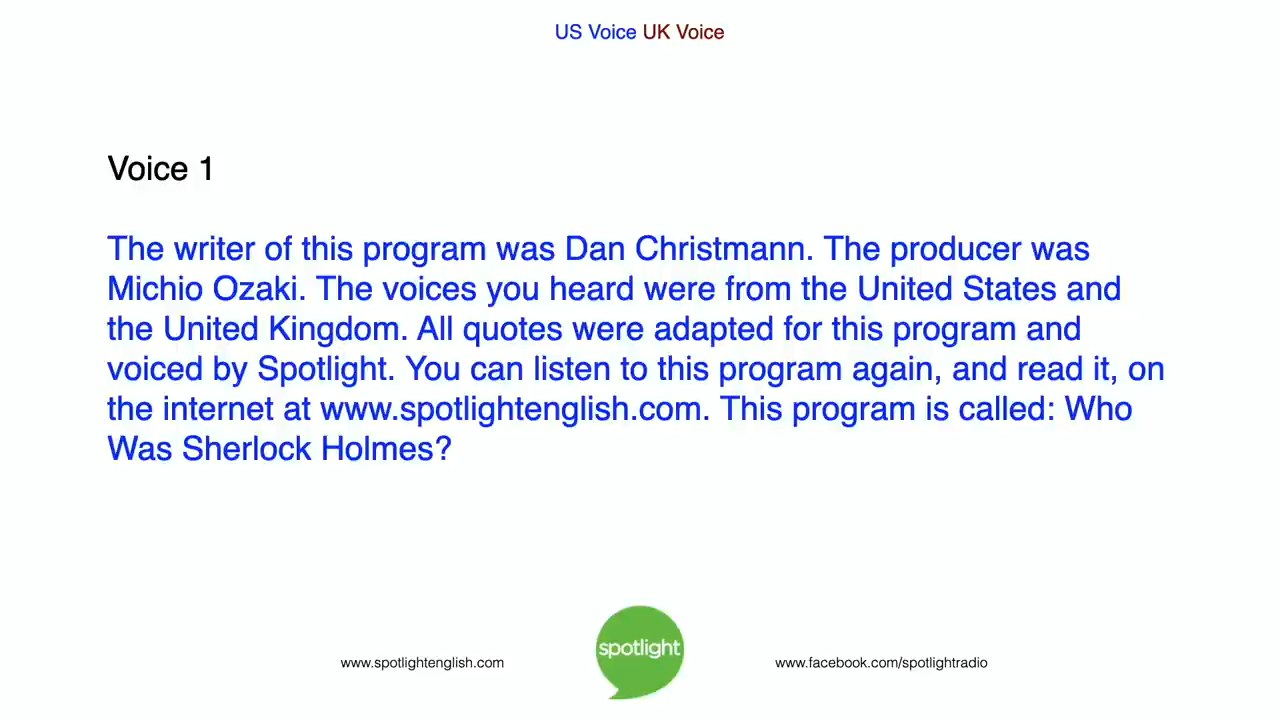 US Voice UK Voice
Voice 1
The writer of this program was Dan Christmann. The producer was
Michio Ozaki. The voices you heard were from the United States and
the United Kingdom. All quotes were adapted for this program and
voiced by Spotlight. You can listen to this program again, and read it, on
the internet at www.spotlightenglish.com. This program is called: Who
Was Sherlock Holmes?
spotlight
www.spotlightenglish.com
www.facebook.com/spotlightradio